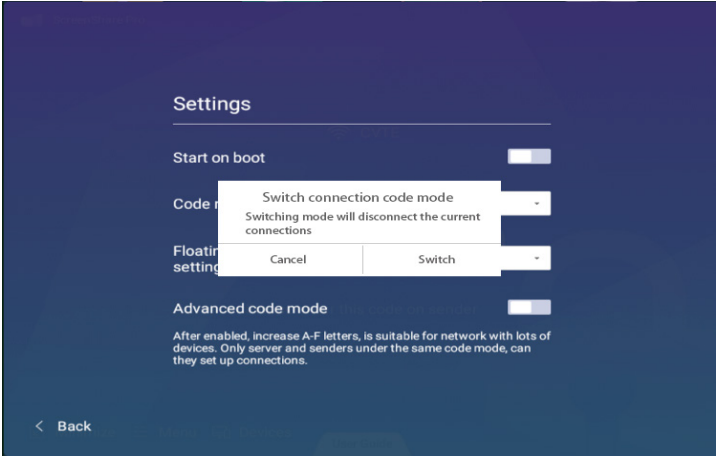 Settings
Start on boot
Code
Switch connection code mode
Switching mode will disconnect the current
connections
Cancel
Switch
Advanced code mode
After enabled, increase A-F letters, is suitable for network with lots of
devices. Only server and senders under the same code mode, can
they set up connections.
< Back